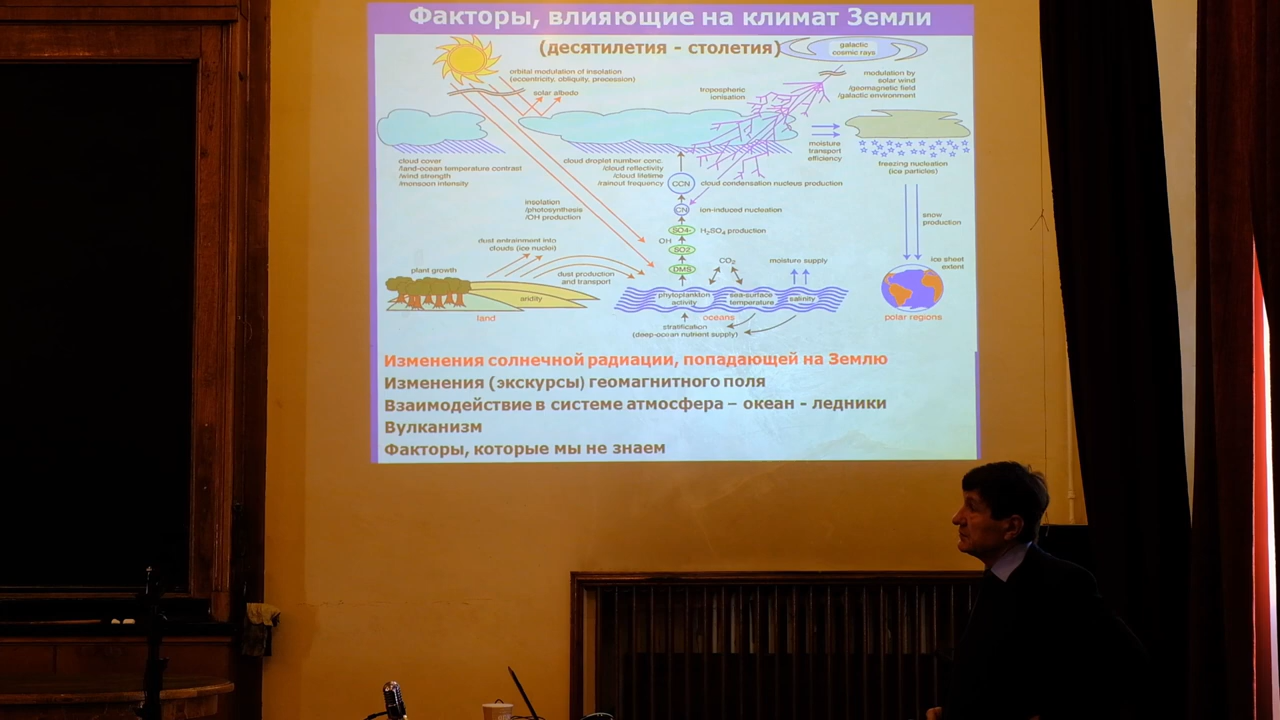 Факторы, влияющие на климат Земли
(десятилетия - столетия)
galactic
cosmic rays
orbital modulation of insolation
(eccentricity, obliquity, precession)
solar albedo
tropospheric
ionisation
modulation by
solar wind
/geomagnetic field
/galactic environment
cloud cover
/land-ocean temperature contrast
/wind strength
/monsoon intensity
cloud droplet number conc.
/cloud reflectivity
/cloud lifetime
/rainout frequency
moisture
transport
efficiency
freezing nucleation
(ice particles)
CCN
cloud condensation nucleus production
insolation
/photosynthesis
/OH production
CN
ion-induced nucleation
snow
production
SO4-
H₂SO₄ production
OH
SO2
dust entrainment into
clouds (ice nuclei)
DMS
CO₂
moisture supply
ice sheet
extent
plant growth
dust production
and transport
aridity
phytoplankton
activity
sea-surface
temperature
salinity
land
oceans
polar regions
stratification
(deep-ocean nutrient supply)
Изменения солнечной радиации, попадающей на Землю
Изменения (экскурсы) геомагнитного поля
Взаимодействие в системе атмосфера – океан - ледники
Вулканизм
Факторы, которые мы не знаем